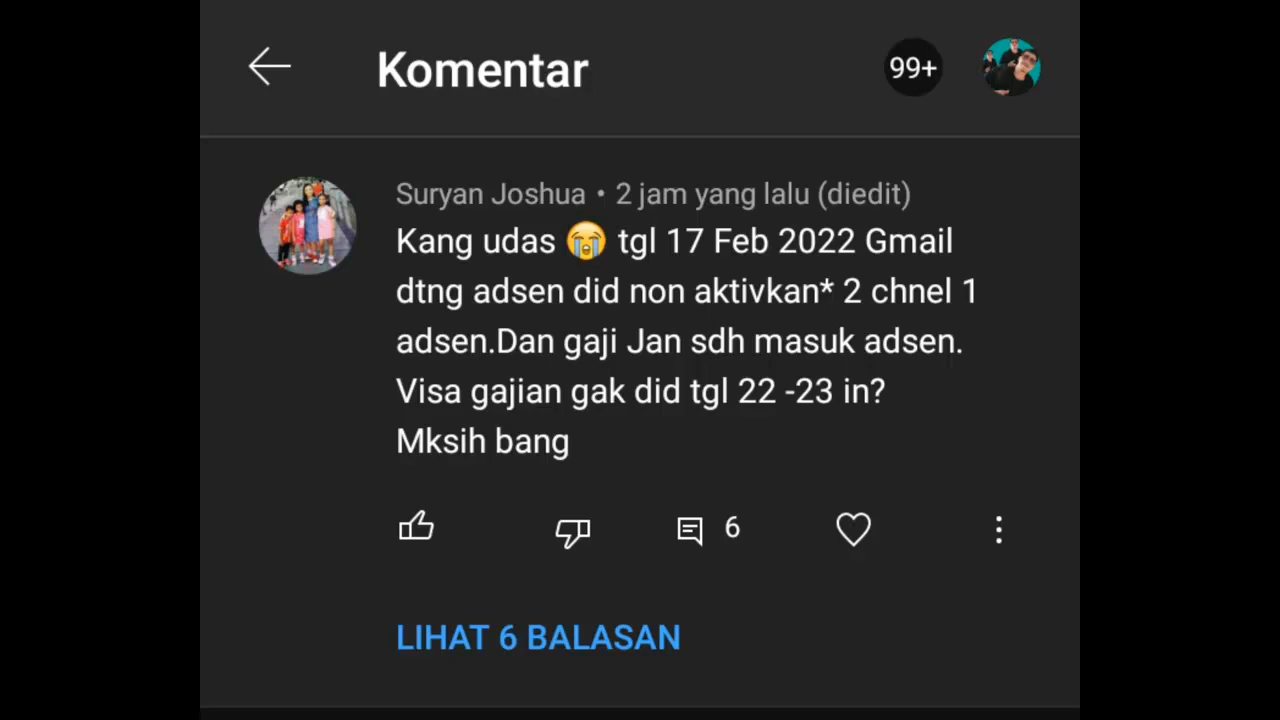 Komentar
99+
Suryan Joshua • 2 jam yang lalu (diedit)
Kang udas 😭 tgl 17 Feb 2022 Gmail
dtng adsen did non aktivkan* 2 chnel 1
adsen.Dan gaji Jan sdh masuk adsen.
Visa gajian gak did tgl 22 -23 in?
Mksih bang
6
LIHAT 6 BALASAN